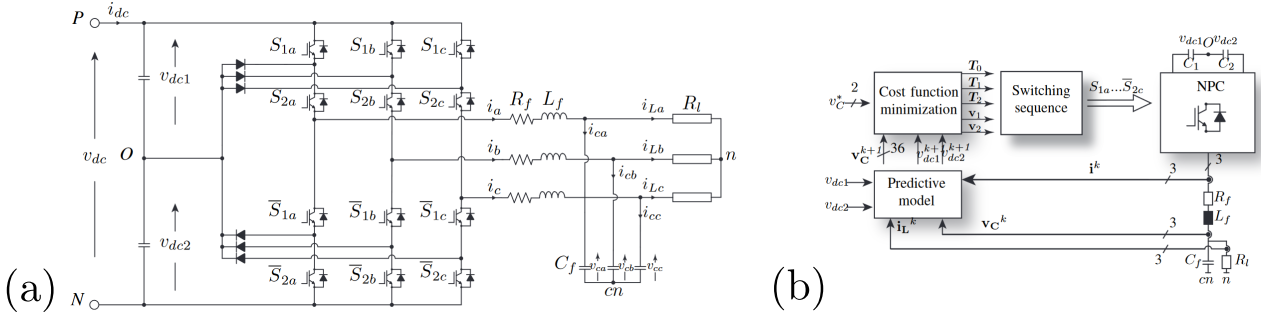 (a)
P
i_dc
v_dc
v_dc1
v_dc2
O
N
S_1a S_1b S_1c
S_2a S_2b S_2c
S̅_1a S̅_1b S̅_1c
S̅_2a S̅_2b S̅_2c
i_a R_f L_f i_La R_l
i_ca
i_b i_Lb n
i_cb
i_c i_Lc
i_cc
C_f v_ca v_cb v_cc
cn
(b)
v_dc1 O v_dc2
C_1 C_2
NPC
v_C^* 2
Cost function
minimization
T_0
T_1
T_2
v_1
v_2
Switching
sequence
S_1a...S̅_2c
v_C^k+1 36 v_dc1^k+1 v_dc2^k+1
v_dc1
v_dc2
Predictive
model
i^k 3 3
R_f
L_f
i_L^k v_C^k 3
3
C_f R_l
cn n